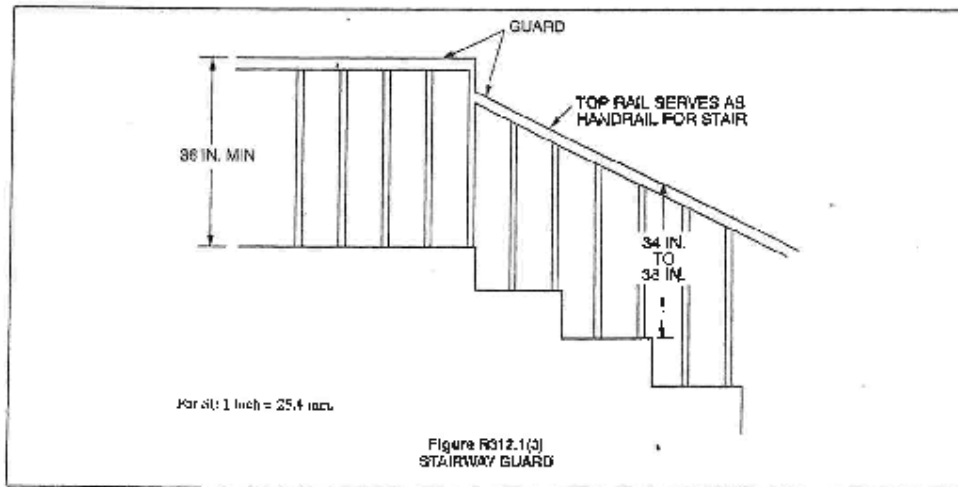 GUARD
TOP RAIL SERVES AS
HANDRAIL FOR STAIR
36 IN. MIN
34 IN.
TO
38 IN.
For SI: 1 inch = 25.4 mm.
Figure R312.1(3)
STAIRWAY GUARD